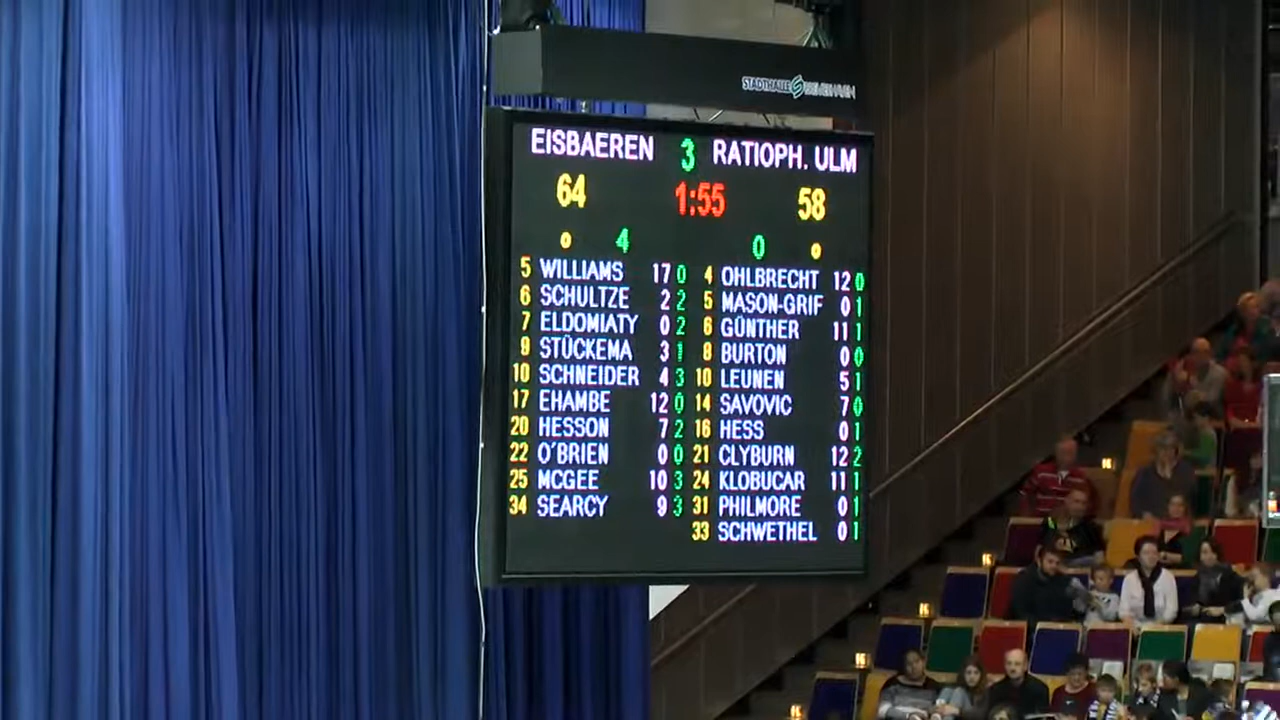 STADTHALLE BREMERHAVEN
EISBAEREN 3 RATIOPH. ULM
64 1:55 58
o 4 0 o
5 WILLIAMS 17 0 4 OHLBRECHT 12 0
6 SCHULTZE 2 2 5 MASON-GRIF 0 1
7 ELDOMIATY 0 2 6 GÜNTHER 11 1
9 STÜCKEMA 3 1 8 BURTON 0 0
10 SCHNEIDER 4 3 10 LEUNEN 5 1
17 EHAMBE 12 0 14 SAVOVIC 7 0
20 HESSON 7 2 16 HESS 0 1
22 O'BRIEN 0 0 21 CLYBURN 12 2
25 MCGEE 10 3 24 KLOBUCAR 11 1
34 SEARCY 9 3 31 PHILMORE 0 1
33 SCHWETHEL 0 1